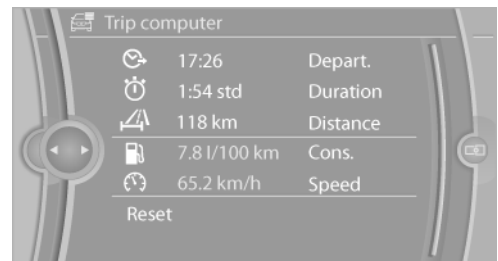 Trip computer
17:26 Depart.
1:54 std Duration
118 km Distance
7.8 l/100 km Cons.
65.2 km/h Speed
Reset